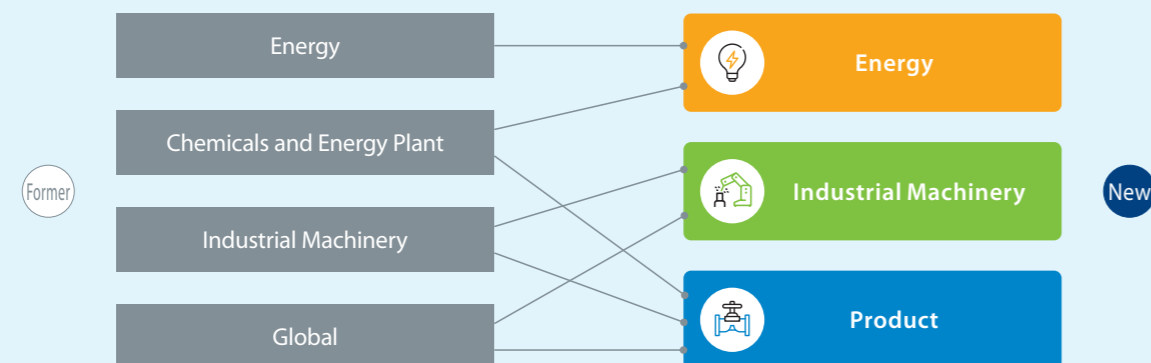 Former
Energy
Chemicals and Energy Plant
Industrial Machinery
Global
Energy
Industrial Machinery
Product
New